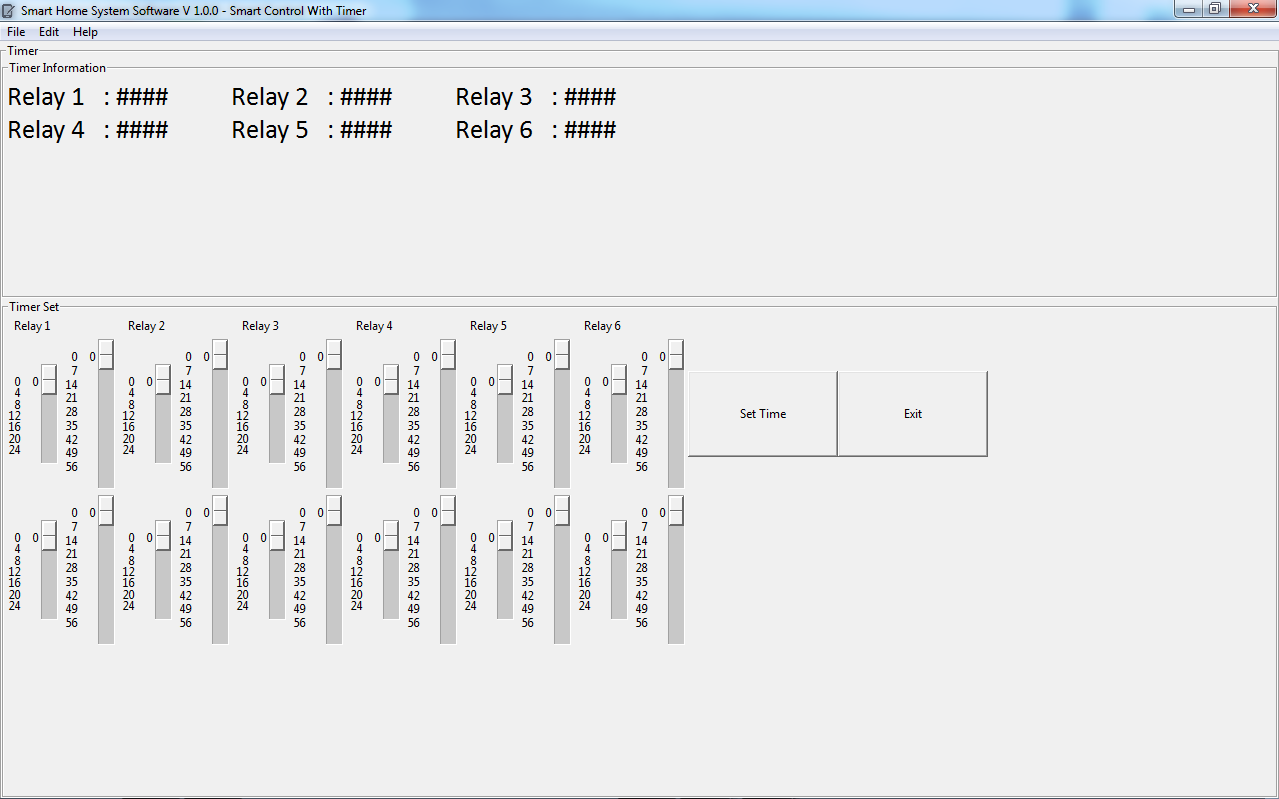 Smart Home System Software V 1.0.0 - Smart Control With Timer
File Edit Help
Timer
Timer Information
Relay 1 : #### Relay 2 : #### Relay 3 : ####
Relay 4 : #### Relay 5 : #### Relay 6 : ####
Timer Set
Relay 1 Relay 2 Relay 3 Relay 4 Relay 5 Relay 6
0 0 0 0 0 0 0 0 0 0 0 0
7 7 7 7 7 7
0 0 14 0 0 14 0 0 14 0 0 14 0 0 14 0 0 14
4 21 4 21 4 21 4 21 4 21 4 21
8 28 8 28 8 28 8 28 8 28 8 28
12 35 12 35 12 35 12 35 12 35 12 35
16 42 16 42 16 42 16 42 16 42 16 42
20 49 20 49 20 49 20 49 20 49 20 49
24 56 24 56 24 56 24 56 24 56 24 56
Set Time Exit
0 0 0 0 0 0 0 0 0 0 0 0
7 7 7 7 7 7
0 0 14 0 0 14 0 0 14 0 0 14 0 0 14 0 0 14
4 21 4 21 4 21 4 21 4 21 4 21
8 28 8 28 8 28 8 28 8 28 8 28
12 35 12 35 12 35 12 35 12 35 12 35
16 42 16 42 16 42 16 42 16 42 16 42
20 49 20 49 20 49 20 49 20 49 20 49
24 56 24 56 24 56 24 56 24 56 24 56